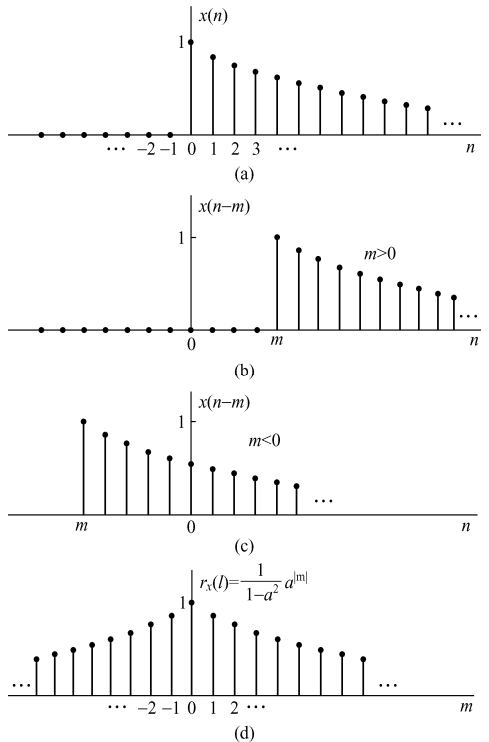 x(n)
1
... −2 −1 0 1 2 3 ... ... n
(a)
x(n−m)
1
m>0
...
0 m n
(b)
x(n−m)
1
m<0
...
m 0 n
(c)
r_x(l)=\frac{1}{1−a^2} a^{|m|}
1
... ...
... −2 −1 0 1 2 ... m
(d)